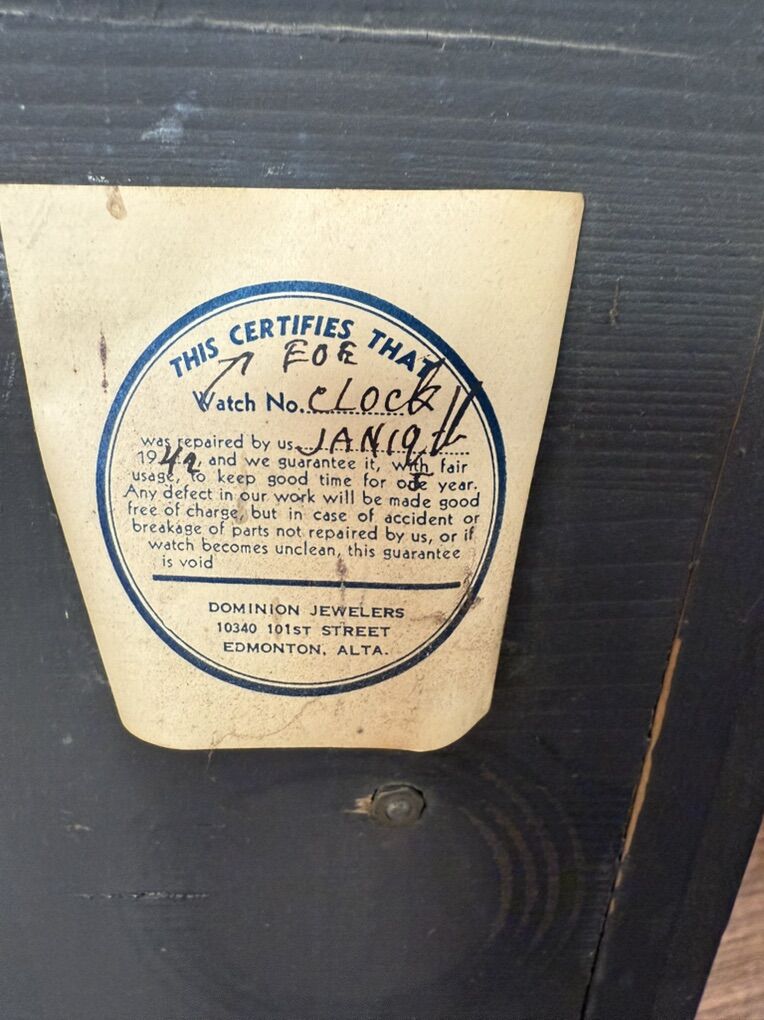 THIS CERTIFIES THAT
EOE
Watch No. CLOCK
was repaired by us JAN 19
1942, and we guarantee it, with fair
usage, to keep good time for one year.
Any defect in our work will be made good
free of charge, but in case of accident or
breakage of parts not repaired by us, or if
watch becomes unclean, this guarantee
is void
DOMINION JEWELERS
10340 101ST STREET
EDMONTON, ALTA.